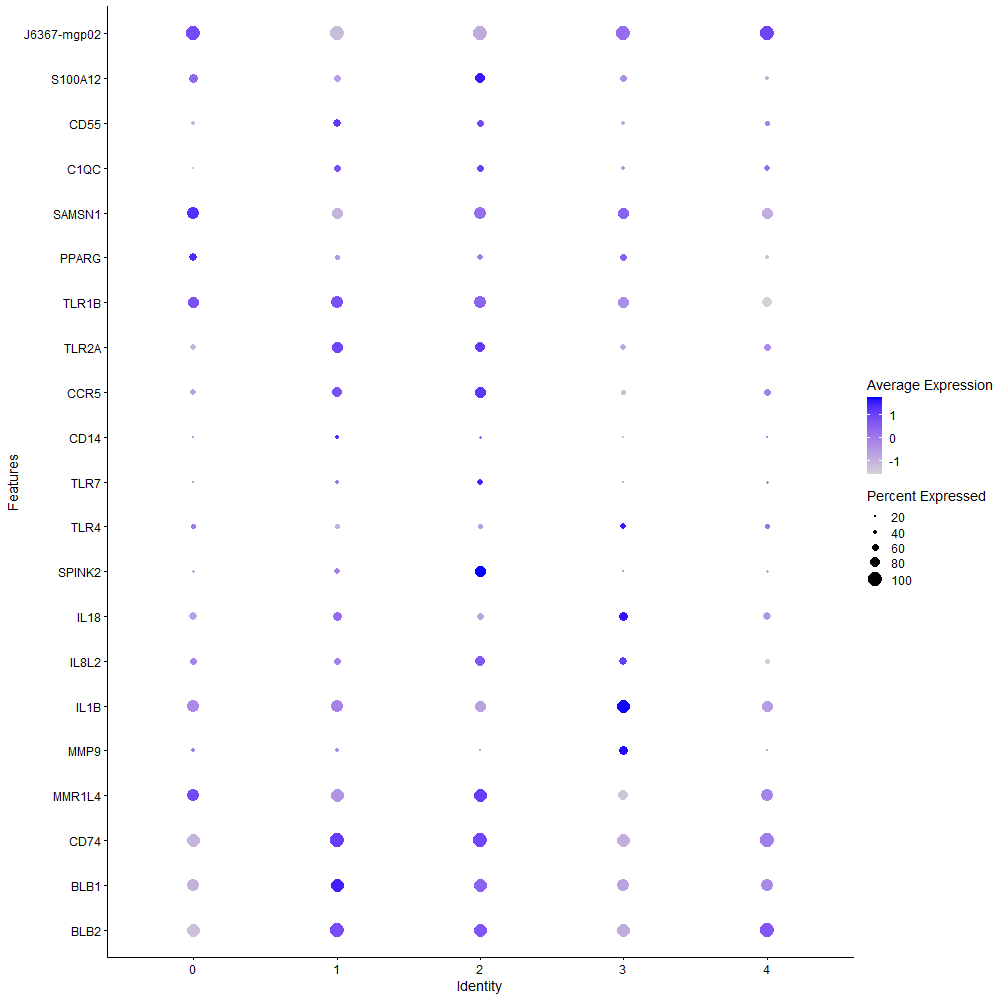 J6367-mgp02
S100A12
CD55
C1QC
SAMSN1
PPARG
TLR1B
TLR2A
CCR5
CD14
TLR7
TLR4
SPINK2
IL18
IL8L2
IL1B
MMP9
MMR1L4
CD74
BLB1
BLB2
Features
0 1 2 3 4
Identity
Average Expression
1
0
-1
Percent Expressed
20
40
60
80
100